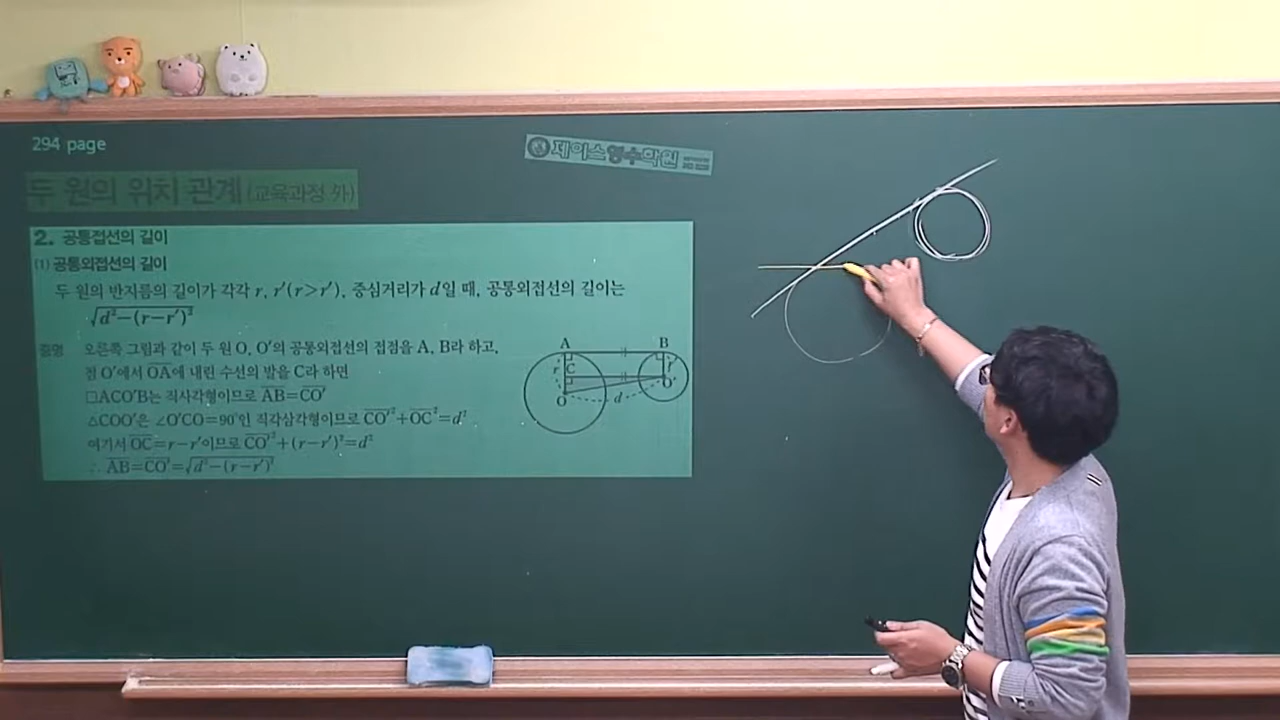 294 page
제이스영수학원
두 원의 위치 관계(교육과정 外)
2. 공통접선의 길이
(1) 공통외접선의 길이
두 원의 반지름의 길이가 각각 r, r′(r>r′), 중심거리가 d일 때, 공통외접선의 길이는
√d²−(r−r′)²
증명 오른쪽 그림과 같이 두 원 O, O′의 공통외접선의 접점을 A, B라 하고,
점 O′에서 OA에 내린 수선의 발을 C라 하면
□ACO′B는 직사각형이므로 AB=CO′
△COO′은 ∠O′CO=90°인 직각삼각형이므로 CO′²+OC²=d²
여기서 OC=r−r′이므로 CO′²+(r−r′)²=d²
∴ AB=CO′=√d²−(r−r′)²
A B
r C r′
O d O′